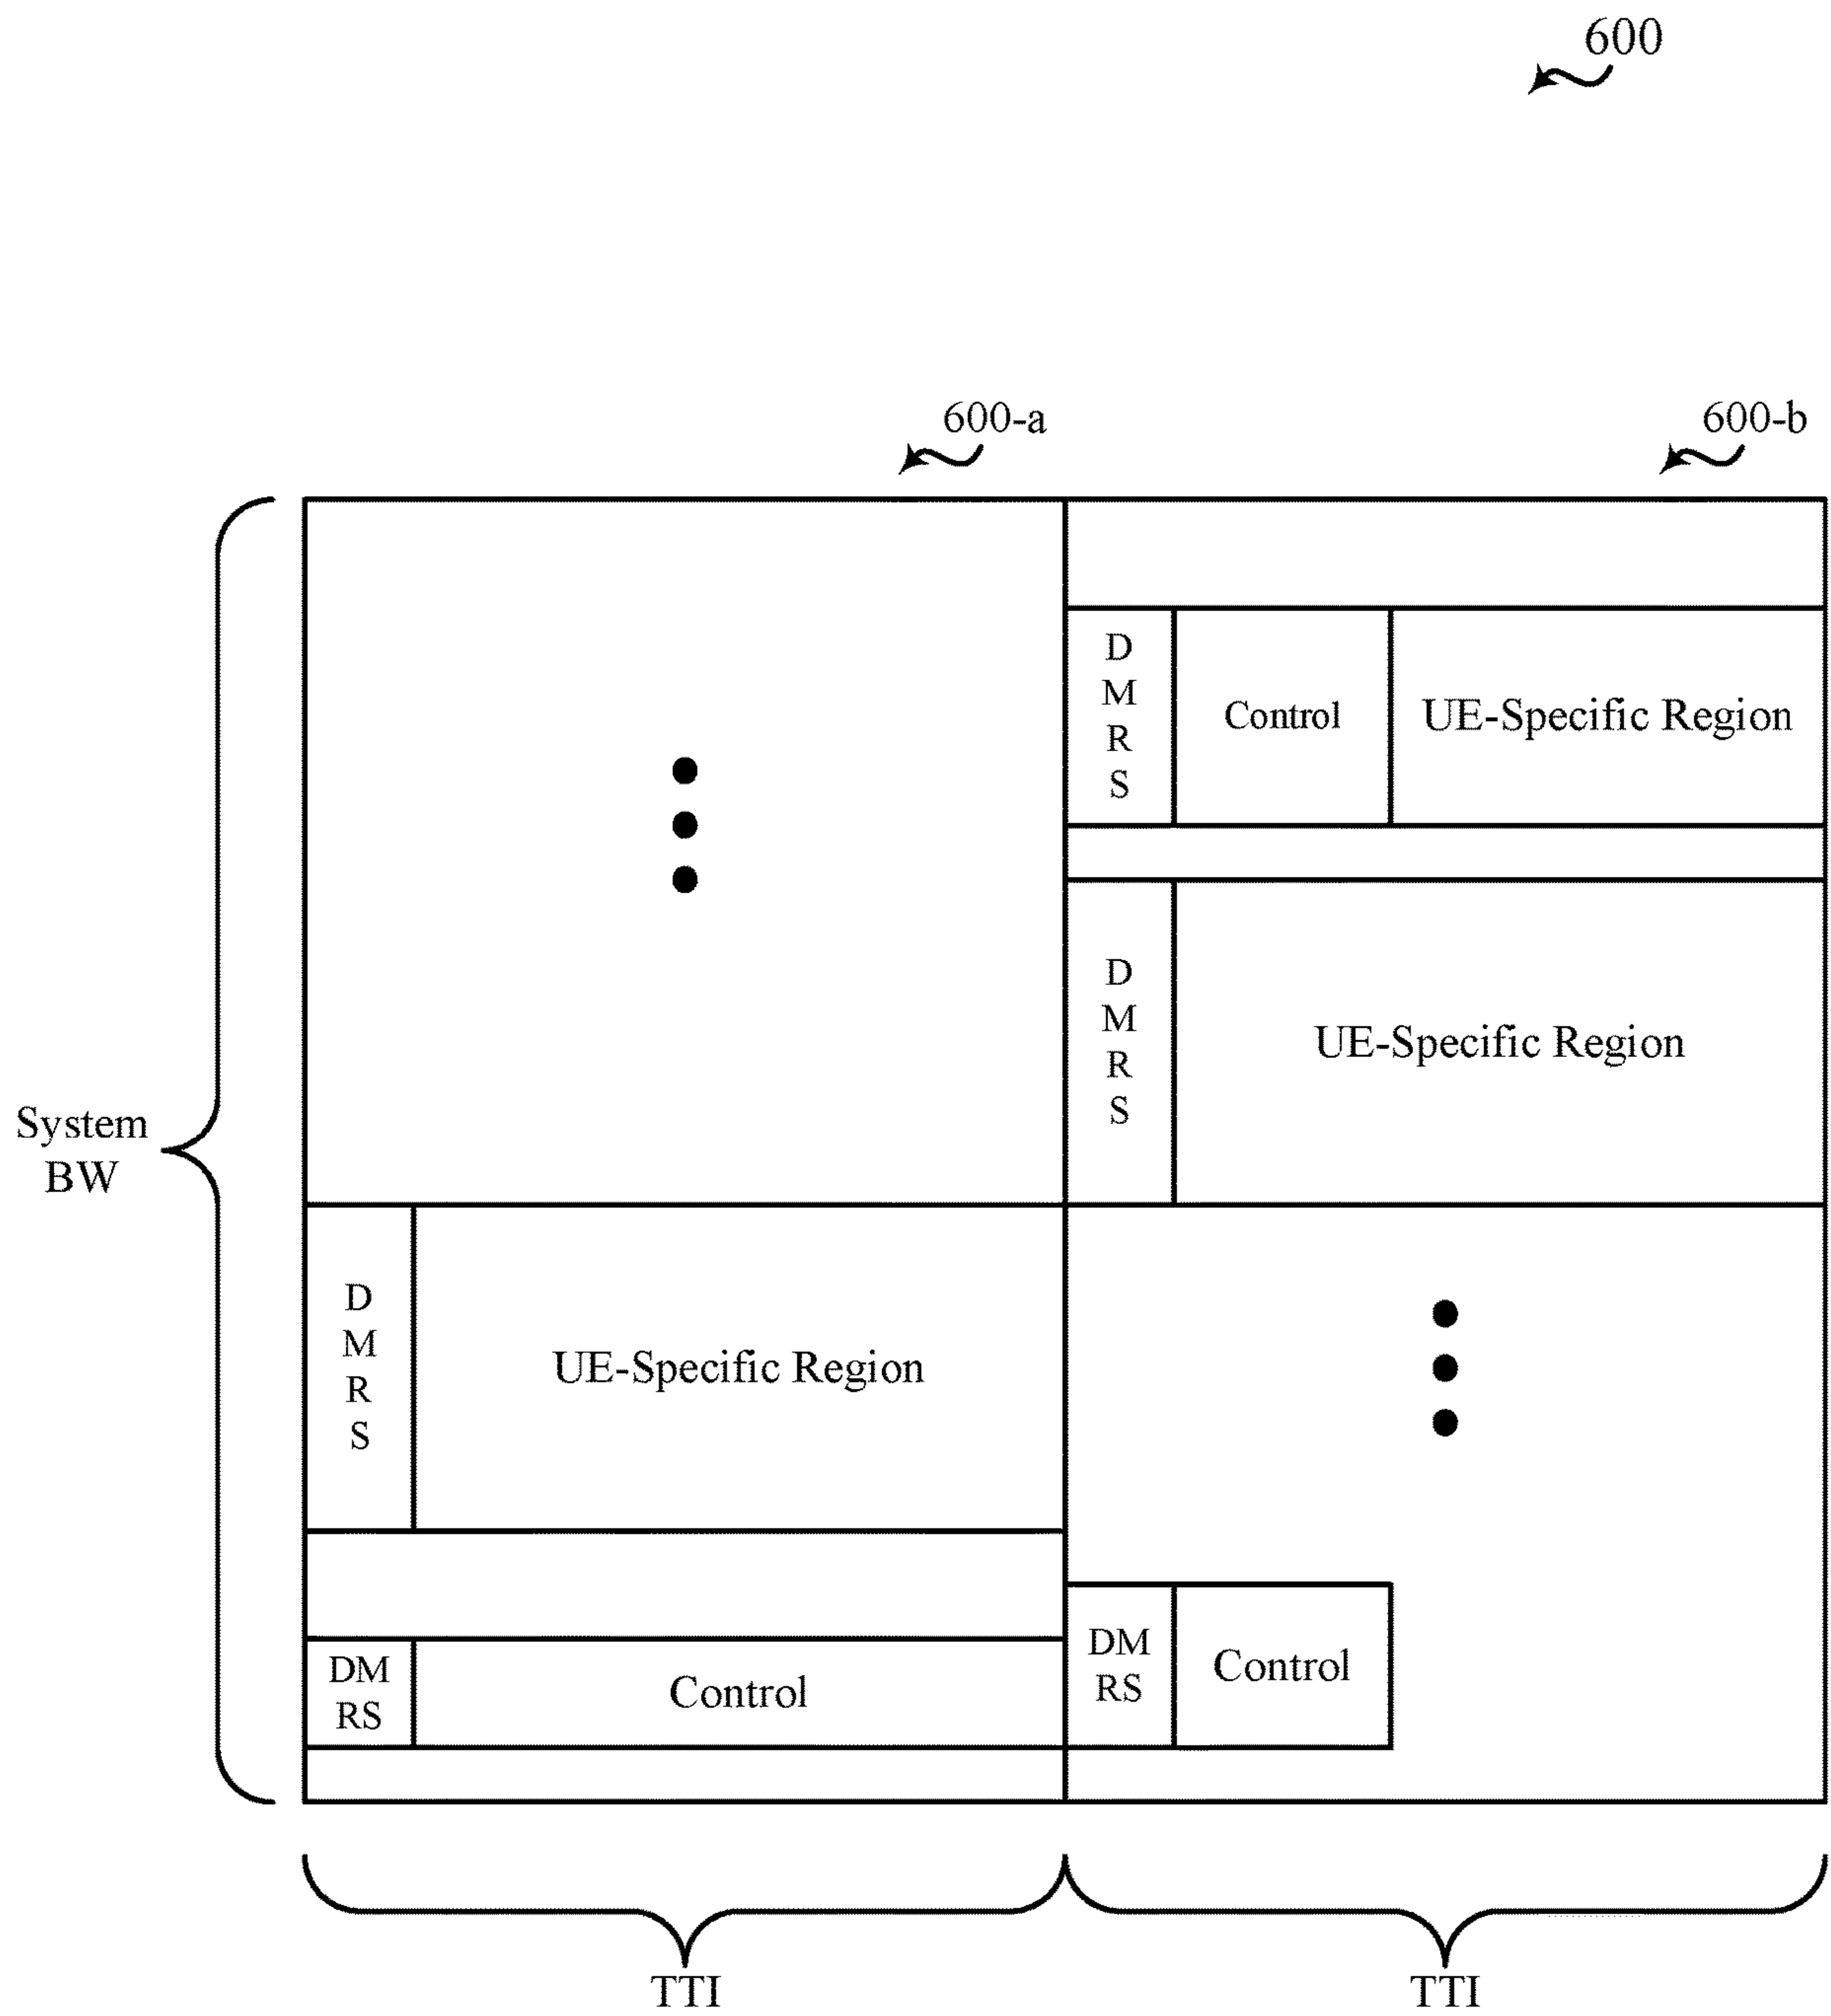 600
600-a
600-b
D
M
R
S
Control
UE-Specific Region
D
M
R
S
UE-Specific Region
System
BW
D
M
R
S
UE-Specific Region
DM
RS
Control
DM
RS
Control
TTI
TTI